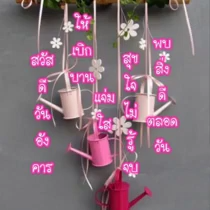 สวัส
ดี
วัน
อัง
คาร
ให้
เบิก
บาน
แจ่ม
ใส
สุข
ใจ
ไม่
รู้
จบ
พบ
สิ่ง
ดี
ตลอด
วัน